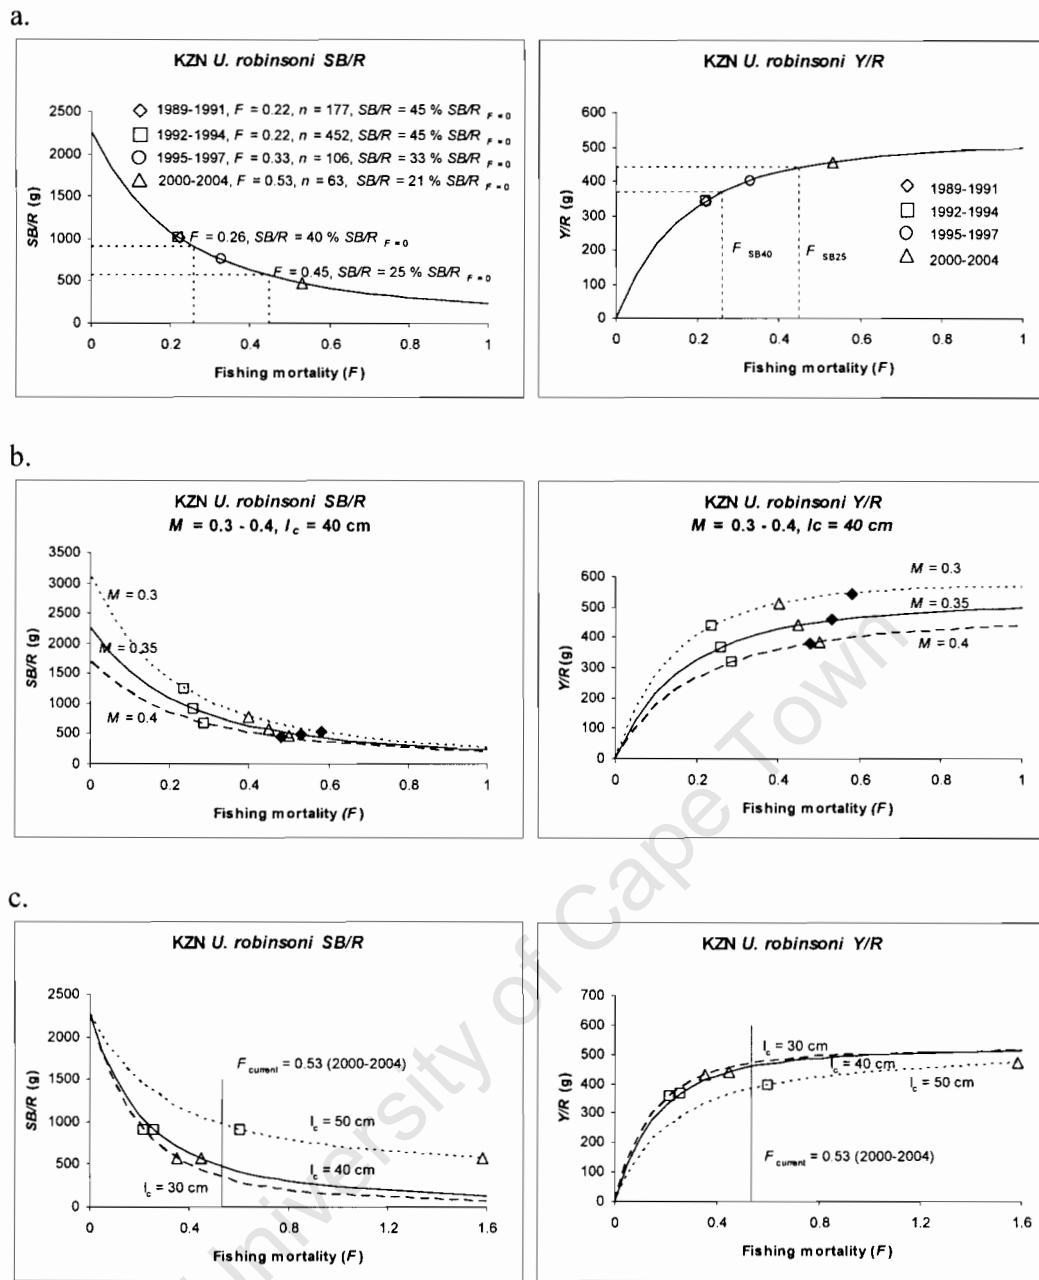 a.
KZN U. robinsoni SB/R
◇ 1989-1991, F = 0.22, n = 177, SB/R = 45 % SB/R F = 0
□ 1992-1994, F = 0.22, n = 452, SB/R = 45 % SB/R F = 0
○ 1995-1997, F = 0.33, n = 106, SB/R = 33 % SB/R F = 0
△ 2000-2004, F = 0.53, n = 63, SB/R = 21 % SB/R F = 0
F = 0.26, SB/R = 40 % SB/R F = 0
F = 0.45, SB/R = 25 % SB/R F = 0
SB/R (g)
2500
2000
1500
1000
500
0
0 0.2 0.4 0.6 0.8 1
Fishing mortality (F)
KZN U. robinsoni Y/R
Y/R (g)
600
500
400
300
200
100
0
F SB40
F SB25
◇ 1989-1991
□ 1992-1994
○ 1995-1997
△ 2000-2004
0 0.2 0.4 0.6 0.8 1
Fishing mortality (F)
b.
KZN U. robinsoni SB/R
M = 0.3 - 0.4, lc = 40 cm
SB/R (g)
3500
3000
2500
2000
1500
1000
500
0
M = 0.3
M = 0.35
M = 0.4
0 0.2 0.4 0.6 0.8 1
Fishing mortality (F)
KZN U. robinsoni Y/R
M = 0.3 - 0.4, lc = 40 cm
Y/R (g)
600
500
400
300
200
100
0
M = 0.3
M = 0.35
M = 0.4
0 0.2 0.4 0.6 0.8 1
Fishing mortality (F)
c.
KZN U. robinsoni SB/R
SB/R (g)
2500
2000
1500
1000
500
0
F current = 0.53 (2000-2004)
lc = 50 cm
lc = 40 cm
lc = 30 cm
0 0.4 0.8 1.2 1.6
Fishing mortality (F)
KZN U. robinsoni Y/R
Y/R (g)
700
600
500
400
300
200
100
0
lc = 30 cm
lc = 40 cm
lc = 50 cm
F current = 0.53 (2000-2004)
0 0.4 0.8 1.2 1.6
Fishing mortality (F)
University of Cape Town